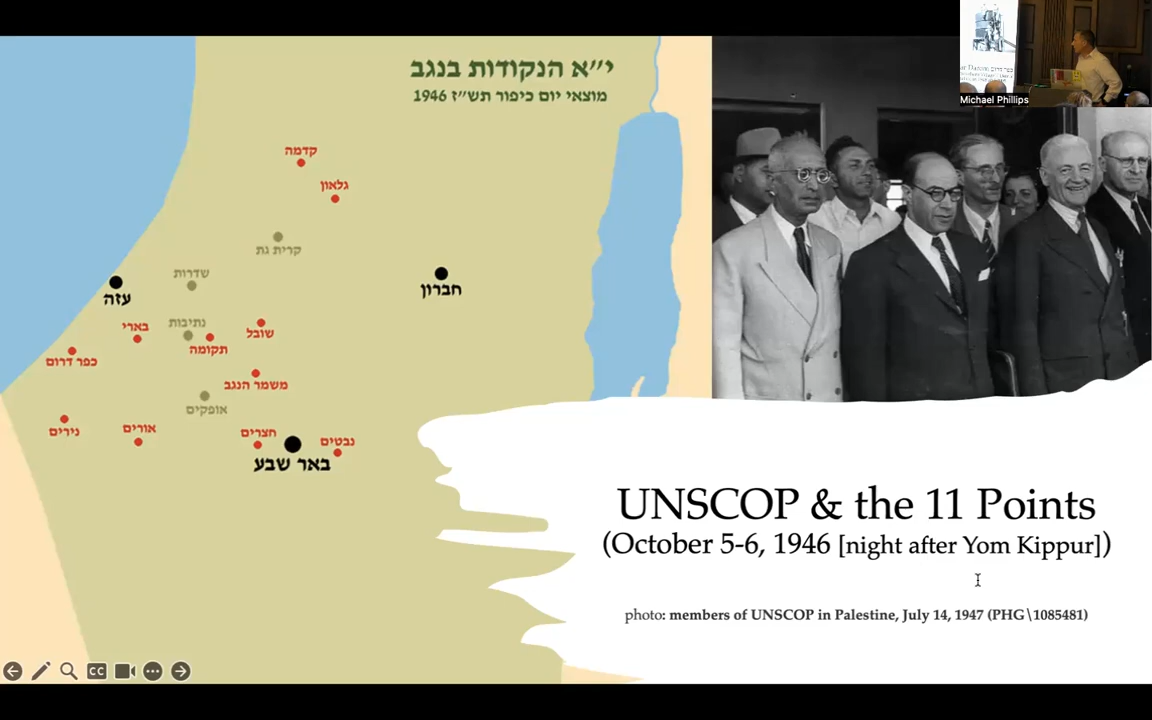 י״א הנקודות בנגב
מוצאי יום כיפור תש״ז 1946
קדמה
גלאון
קרית גת
שדרות
עזה
חברון
בארי
נתיבות
שובל
תקומה
כפר דרום
משמר הנגב
אופקים
נירים
אורים
חצרים
נבטים
באר שבע
Michael Phillips
UNSCOP & the 11 Points
(October 5-6, 1946 [night after Yom Kippur])
photo: members of UNSCOP in Palestine, July 14, 1947 (PHG\1085481)
CC